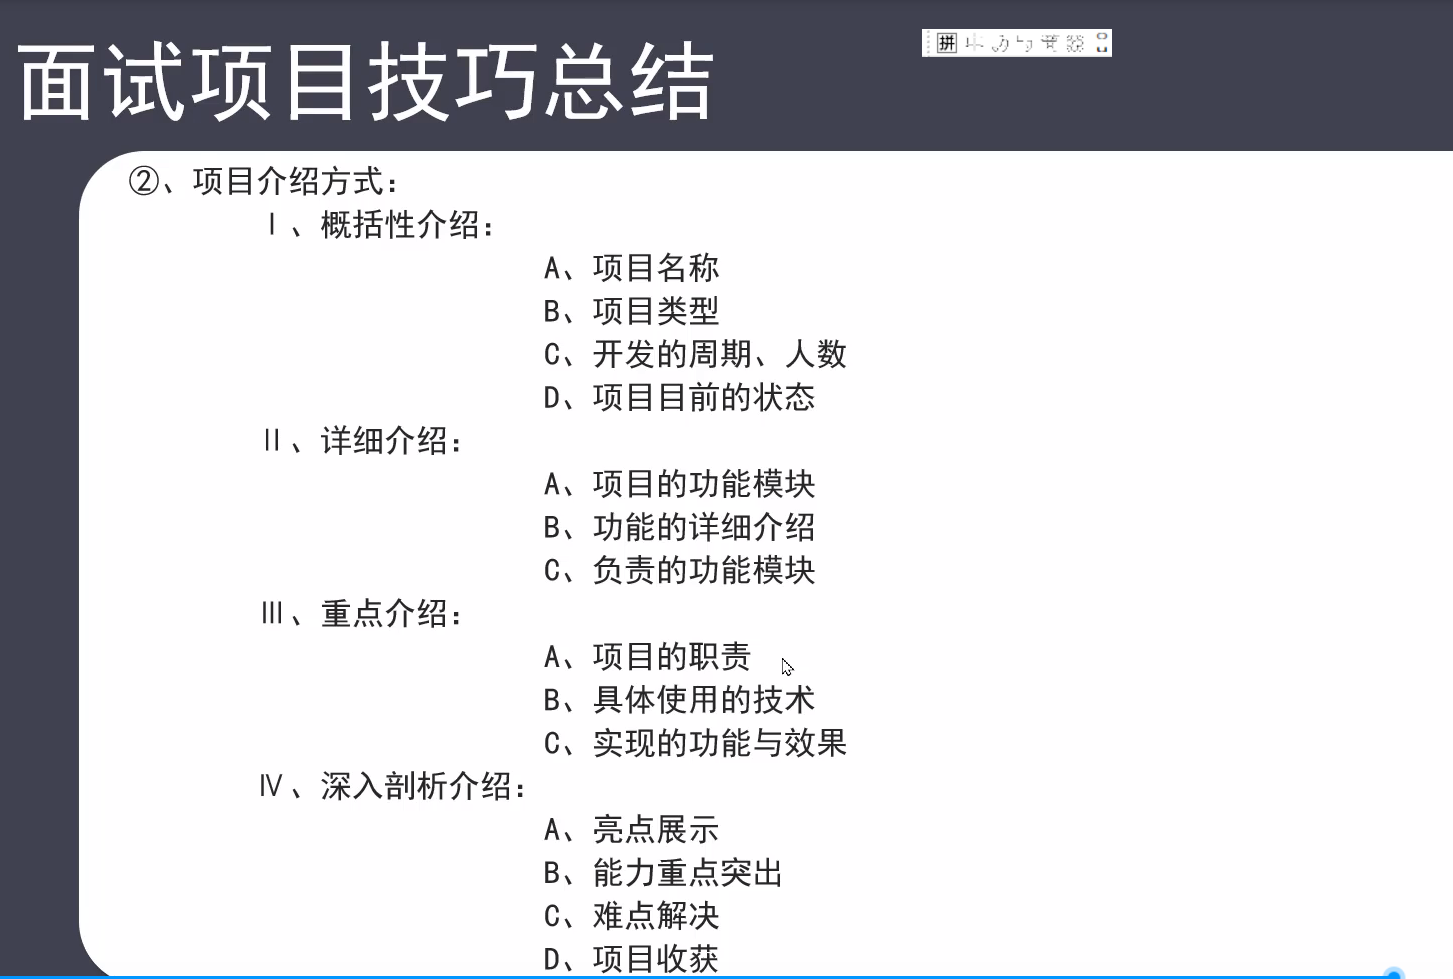 面试项目技巧总结
拼
②、项目介绍方式：
Ⅰ、概括性介绍：
A、项目名称
B、项目类型
C、开发的周期、人数
D、项目目前的状态
Ⅱ、详细介绍：
A、项目的功能模块
B、功能的详细介绍
C、负责的功能模块
Ⅲ、重点介绍：
A、项目的职责
B、具体使用的技术
C、实现的功能与效果
Ⅳ、深入剖析介绍：
A、亮点展示
B、能力重点突出
C、难点解决
D、项目收获